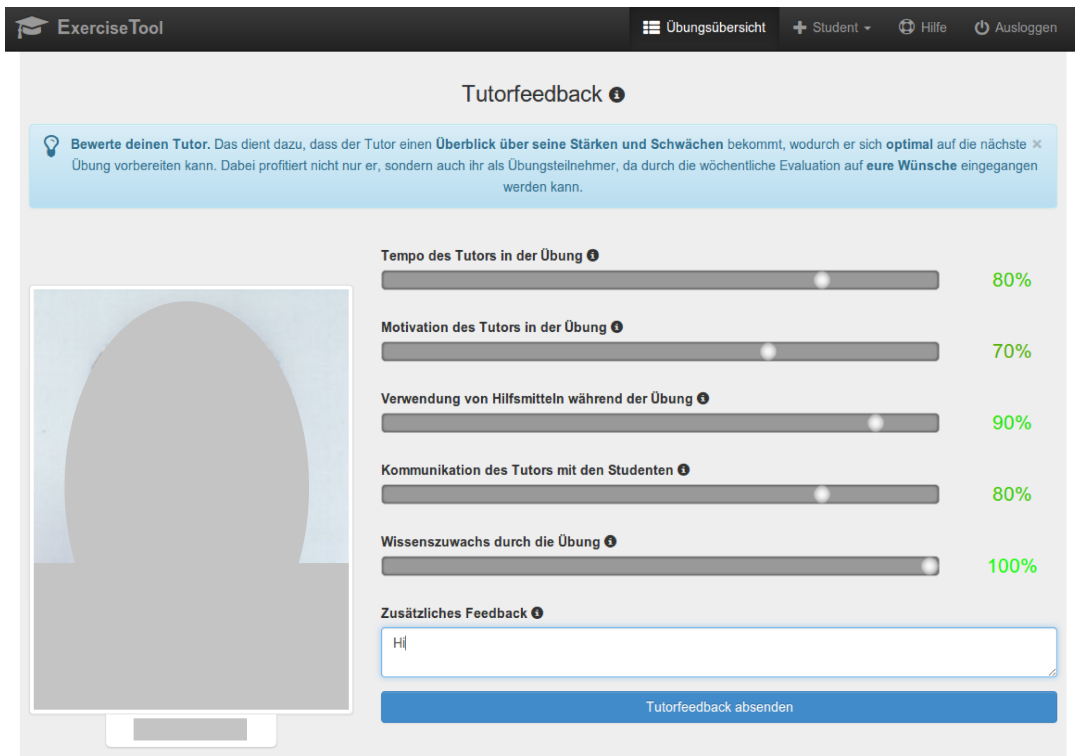 ExerciseTool
Übungsübersicht
Student
Hilfe
Ausloggen
Tutorfeedback
Bewerte deinen Tutor. Das dient dazu, dass der Tutor einen Überblick über seine Stärken und Schwächen bekommt, wodurch er sich optimal auf die nächste ×
Übung vorbereiten kann. Dabei profitiert nicht nur er, sondern auch ihr als Übungsteilnehmer, da durch die wöchentliche Evaluation auf eure Wünsche eingegangen
werden kann.
Tempo des Tutors in der Übung
80%
Motivation des Tutors in der Übung
70%
Verwendung von Hilfsmitteln während der Übung
90%
Kommunikation des Tutors mit den Studenten
80%
Wissenszuwachs durch die Übung
100%
Zusätzliches Feedback
Hi
Tutorfeedback absenden